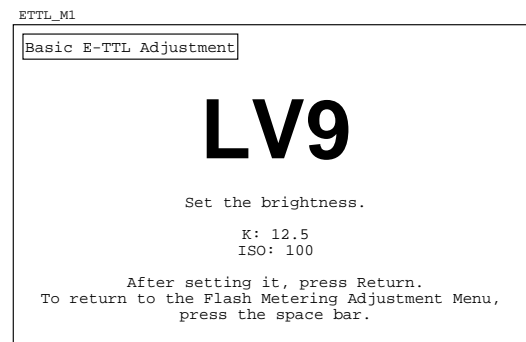 ETTL_M1
Basic E-TTL Adjustment
LV9
Set the brightness.
K: 12.5
ISO: 100
After setting it, press Return.
To return to the Flash Metering Adjustment Menu,
press the space bar.